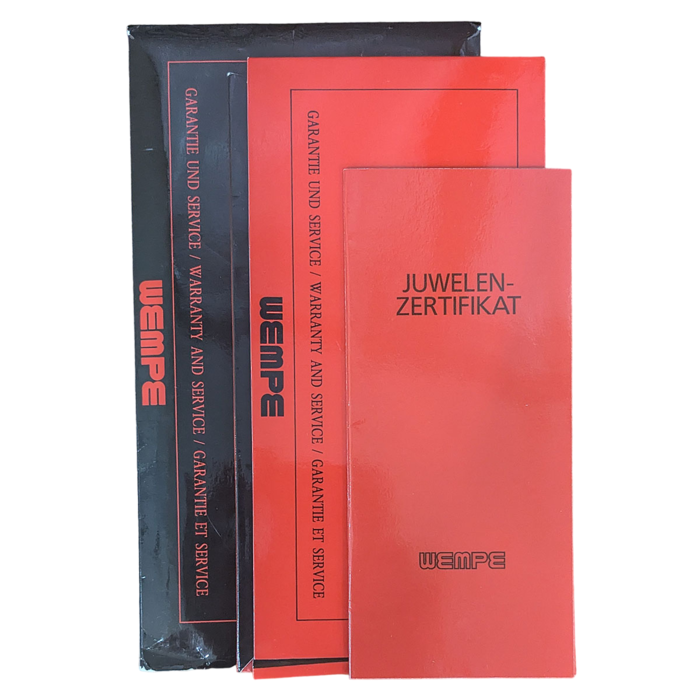 WEMPE
GARANTIE UND SERVICE / WARRANTY AND SERVICE / GARANTIE ET SERVICE
WEMPE
GARANTIE UND SERVICE / WARRANTY AND SERVICE / GARANTIE ET SERVICE
JUWELEN-
ZERTIFIKAT
WEMPE